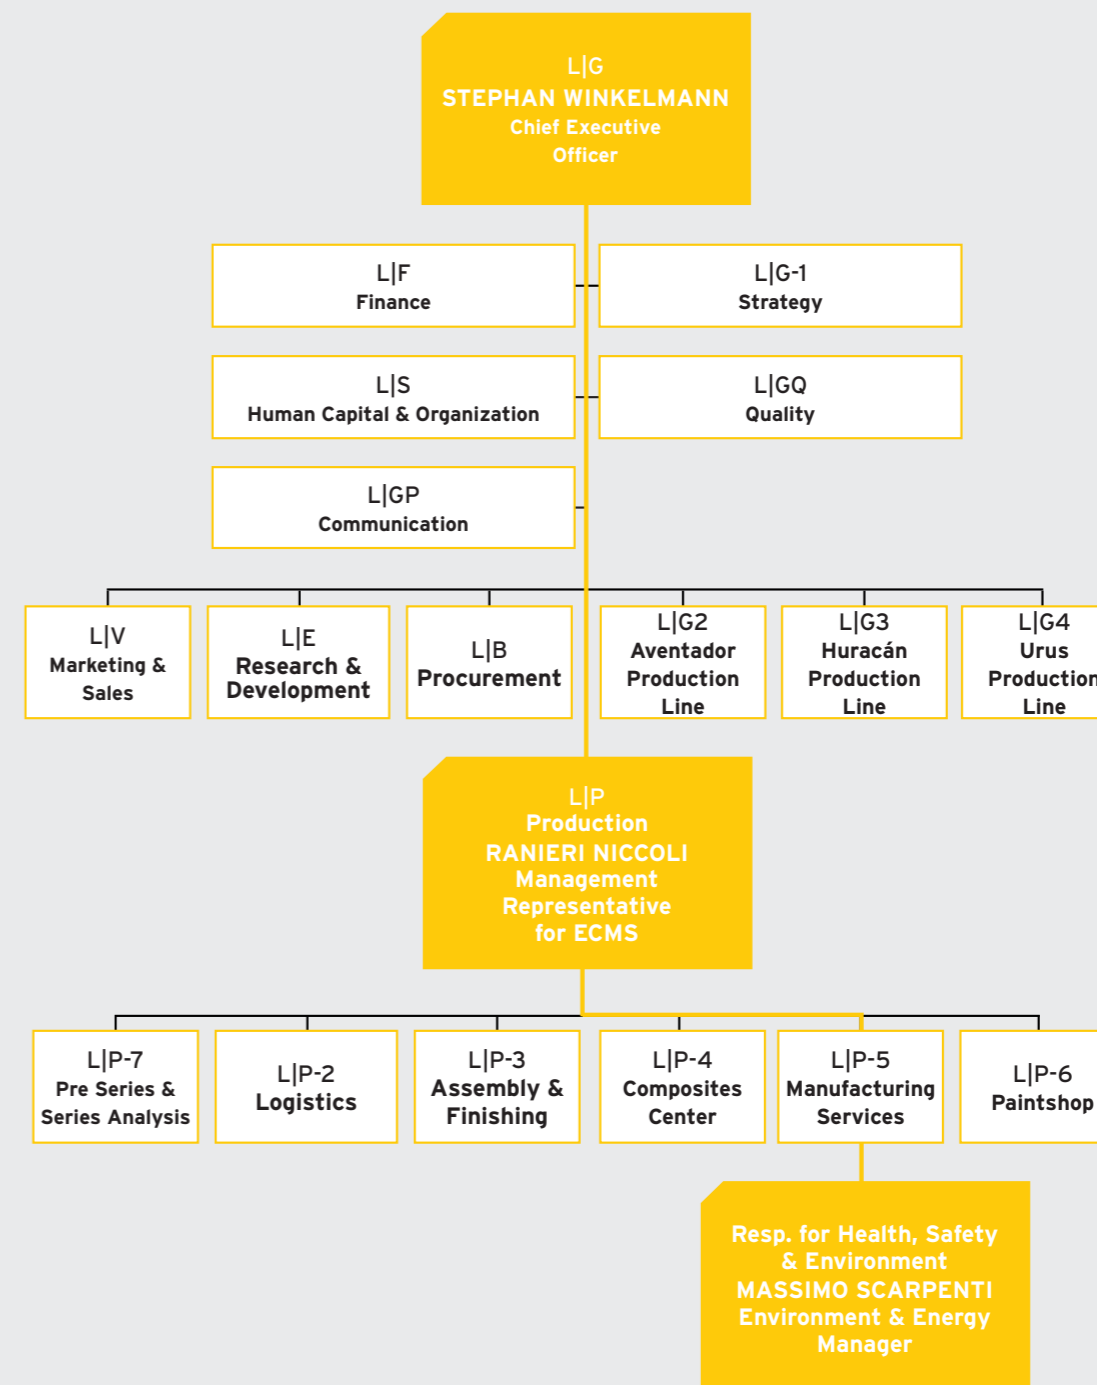 L|G
STEPHAN WINKELMANN
Chief Executive
Officer
L|F
Finance
L|G-1
Strategy
L|S
Human Capital & Organization
L|GQ
Quality
L|GP
Communication
L|V
Marketing &
Sales
L|E
Research &
Development
L|B
Procurement
L|G2
Aventador
Production
Line
L|G3
Huracán
Production
Line
L|G4
Urus
Production
Line
L|P
Production
RANIERI NICCOLI
Management
Representative
for ECMS
L|P-7
Pre Series &
Series Analysis
L|P-2
Logistics
L|P-3
Assembly &
Finishing
L|P-4
Composites
Center
L|P-5
Manufacturing
Services
L|P-6
Paintshop
Resp. for Health, Safety
& Environment
MASSIMO SCARPENTI
Environment & Energy
Manager